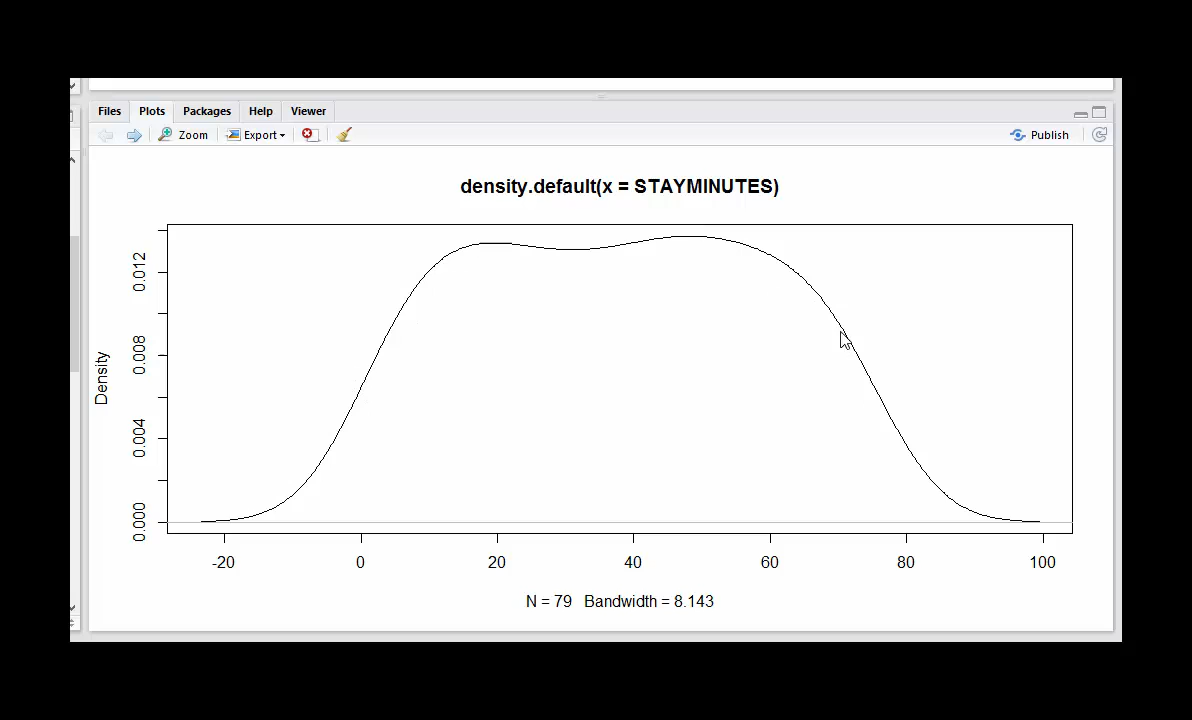 Files Plots Packages Help Viewer
Zoom Export Publish
density.default(x = STAYMINUTES)
Density
0.000 0.004 0.008 0.012
-20 0 20 40 60 80 100
N = 79 Bandwidth = 8.143